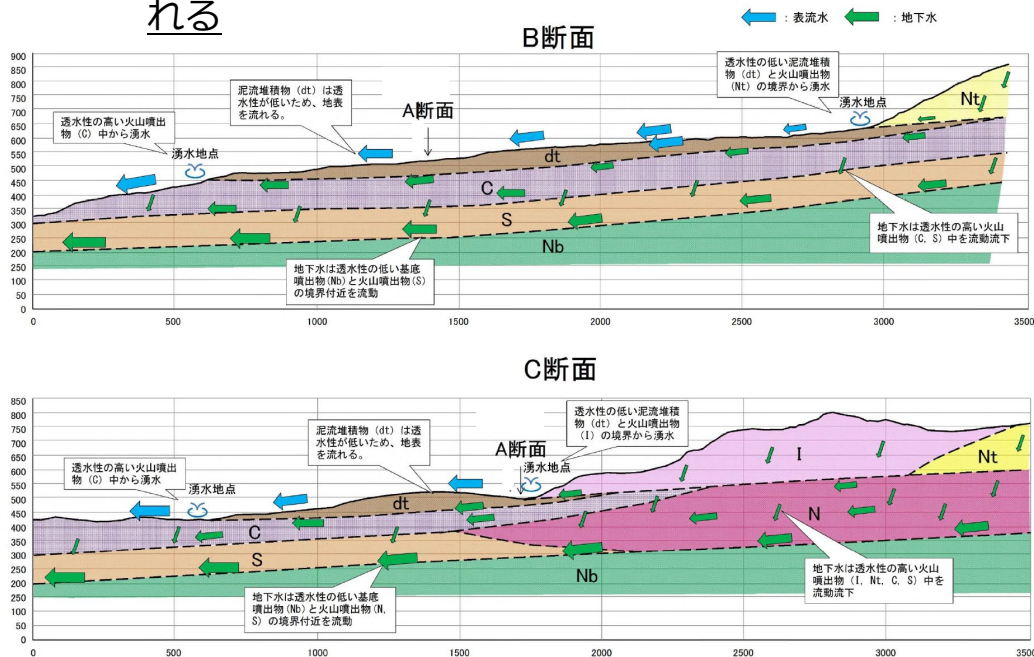 れる
：表流水
：地下水
B断面
900
850
800
750
700
650
600
550
500
450
400
350
300
250
200
150
100
50
0
透水性の高い火山噴出
物（C）中から湧水
湧水地点
泥流堆積物（dt）は透
水性が低いため、地表
を流れる。
A断面
透水性の低い泥流堆積
物（dt）と火山噴出物
（Nt）の境界から湧水
湧水地点
Nt
dt
C
S
Nb
地下水は透水性の高い火山
噴出物（C, S）中を流動流下
地下水は透水性の低い基底
噴出物(Nb)と火山噴出物(S)
の境界付近を流動
0
500
1000
1500
2000
2500
3000
3500
C断面
850
800
750
700
650
600
550
500
450
400
350
300
250
200
150
100
50
0
透水性の高い火山噴出
物（C）中から湧水
湧水地点
泥流堆積物（dt）は透
水性が低いため、地表
を流れる。
A断面
透水性の低い泥流堆積
物（dt）と火山噴出物
（I）の境界から湧水
湧水地点
I
Nt
dt
C
N
S
Nb
地下水は透水性の低い基底
噴出物(Nb)と火山噴出物(N,
S）の境界付近を流動
地下水は透水性の高い火山
噴出物（I, Nt, C, S）中を
流動流下
0
500
1000
1500
2000
2500
3000
3500